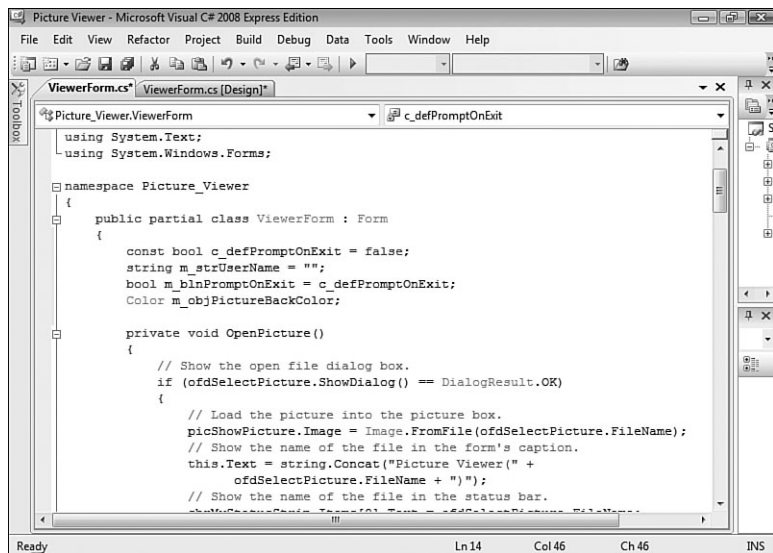 Picture Viewer - Microsoft Visual C# 2008 Express Edition
File Edit View Refactor Project Build Debug Data Tools Window Help
Toolbox
ViewerForm.cs* ViewerForm.cs [Design]*
Picture_Viewer.ViewerForm c_defPromptOnExit
using System.Text;
using System.Windows.Forms;
namespace Picture_Viewer
{
public partial class ViewerForm : Form
{
const bool c_defPromptOnExit = false;
string m_strUserName = "";
bool m_blnPromptOnExit = c_defPromptOnExit;
Color m_objPictureBackColor;
private void OpenPicture()
{
// Show the open file dialog box.
if (ofdSelectPicture.ShowDialog() == DialogResult.OK)
{
// Load the picture into the picture box.
picShowPicture.Image = Image.FromFile(ofdSelectPicture.FileName);
// Show the name of the file in the form's caption.
this.Text = string.Concat("Picture Viewer(" +
ofdSelectPicture.FileName + ")");
// Show the name of the file in the status bar.
Ready Ln 14 Col 46 Ch 46 INS